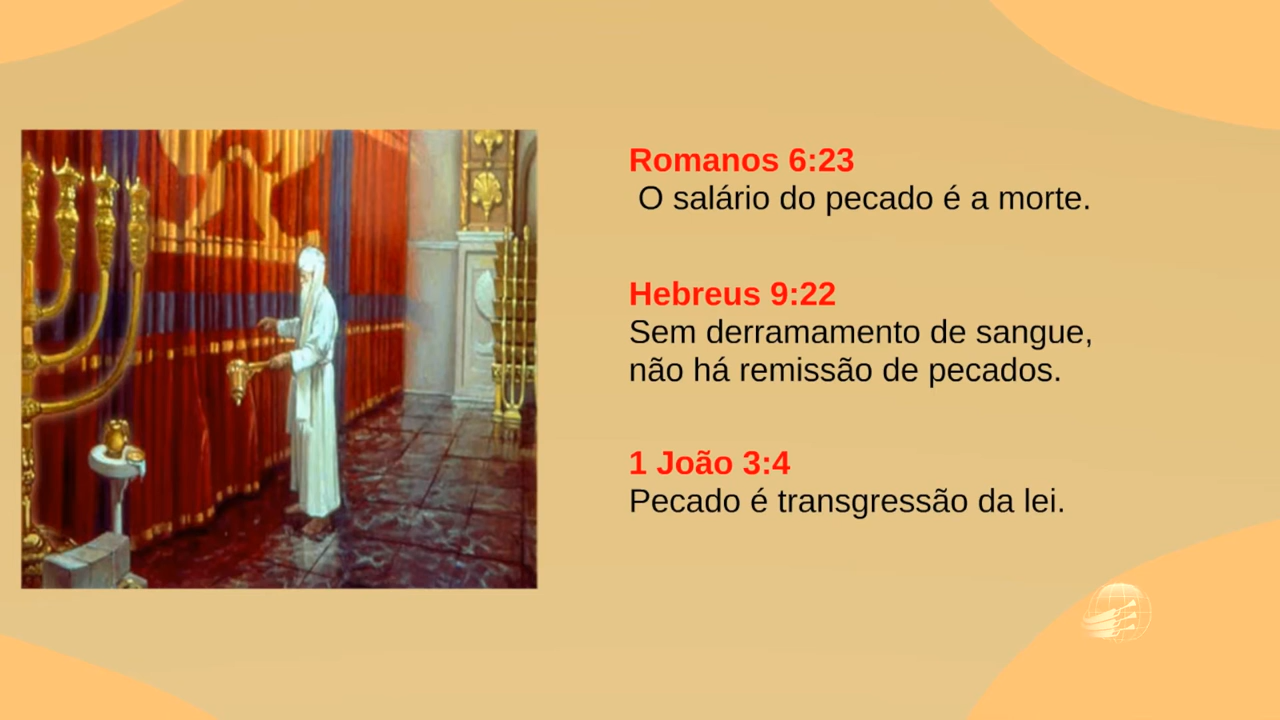 Romanos 6:23
O salário do pecado é a morte.
Hebreus 9:22
Sem derramamento de sangue,
não há remissão de pecados.
1 João 3:4
Pecado é transgressão da lei.